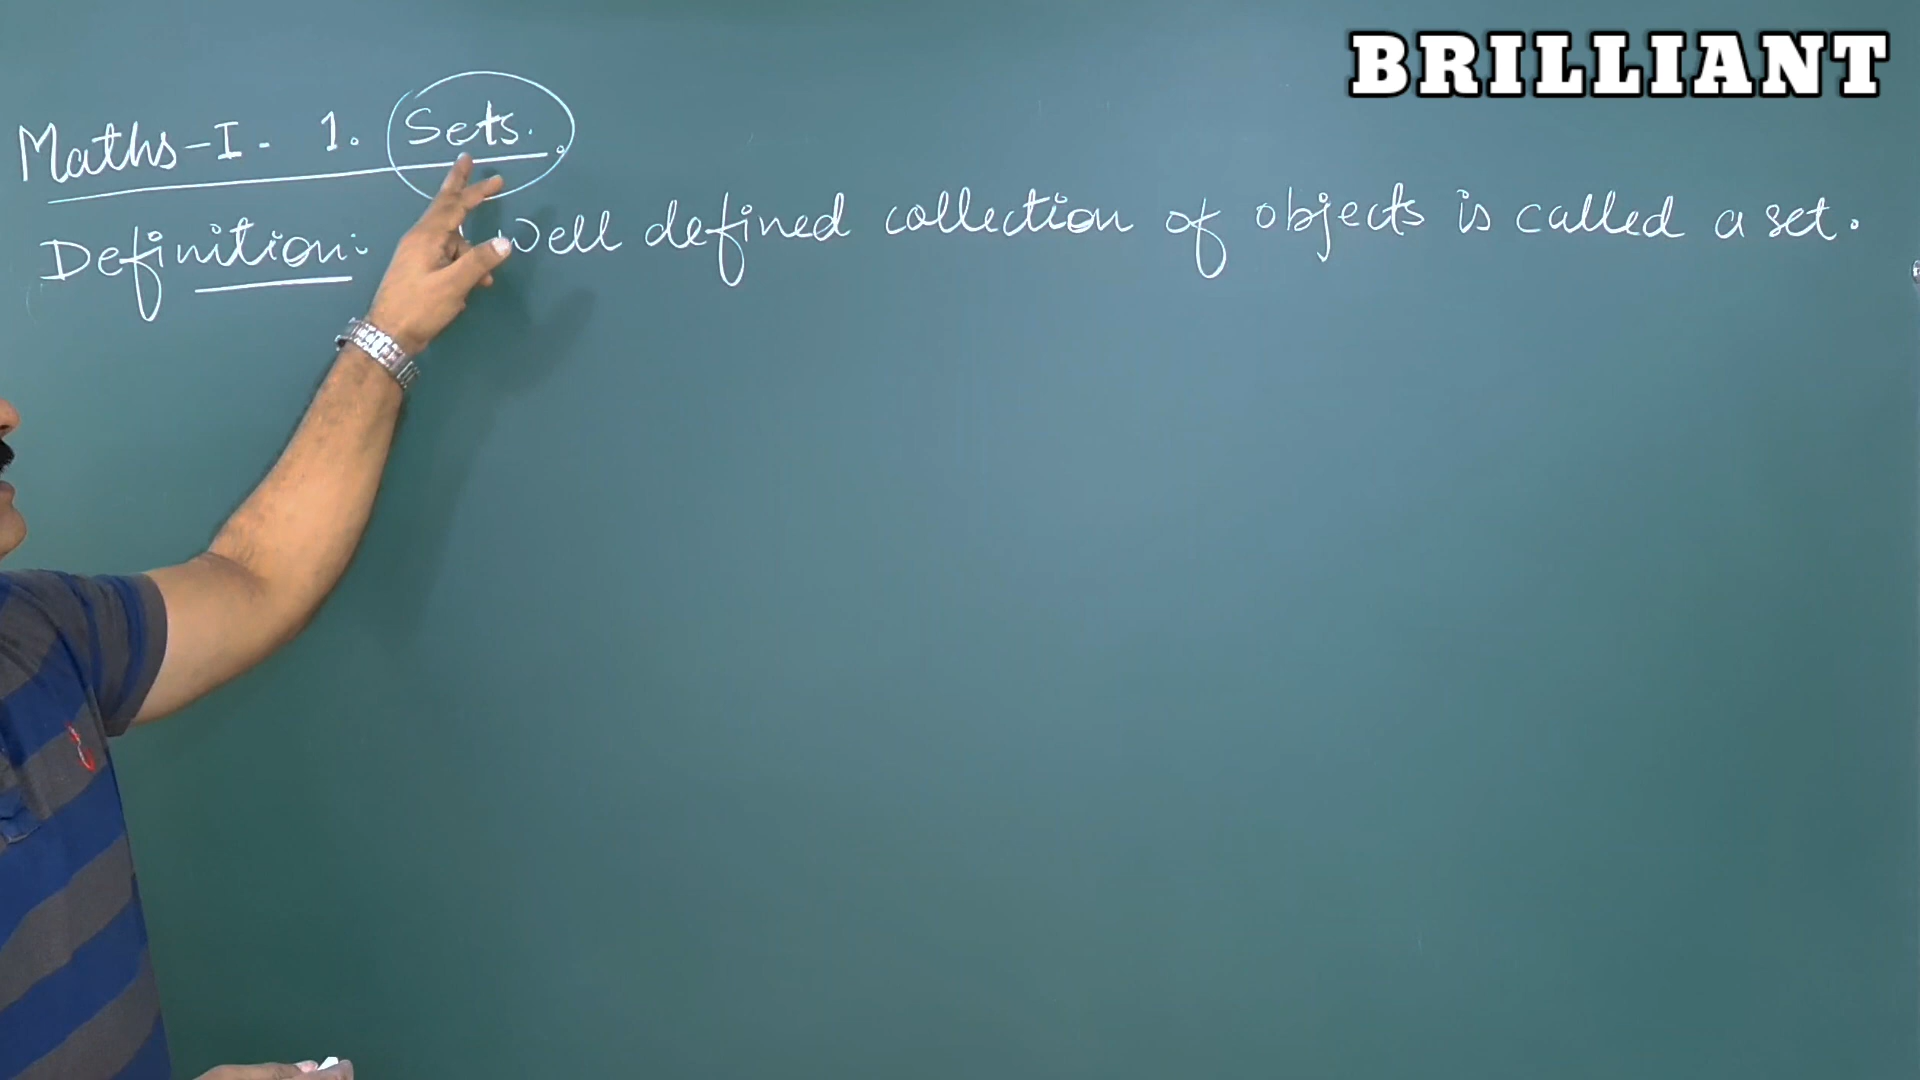 BRILLIANT
Maths-I. 1. Sets.
Definition: well defined collection of objects is called a set.